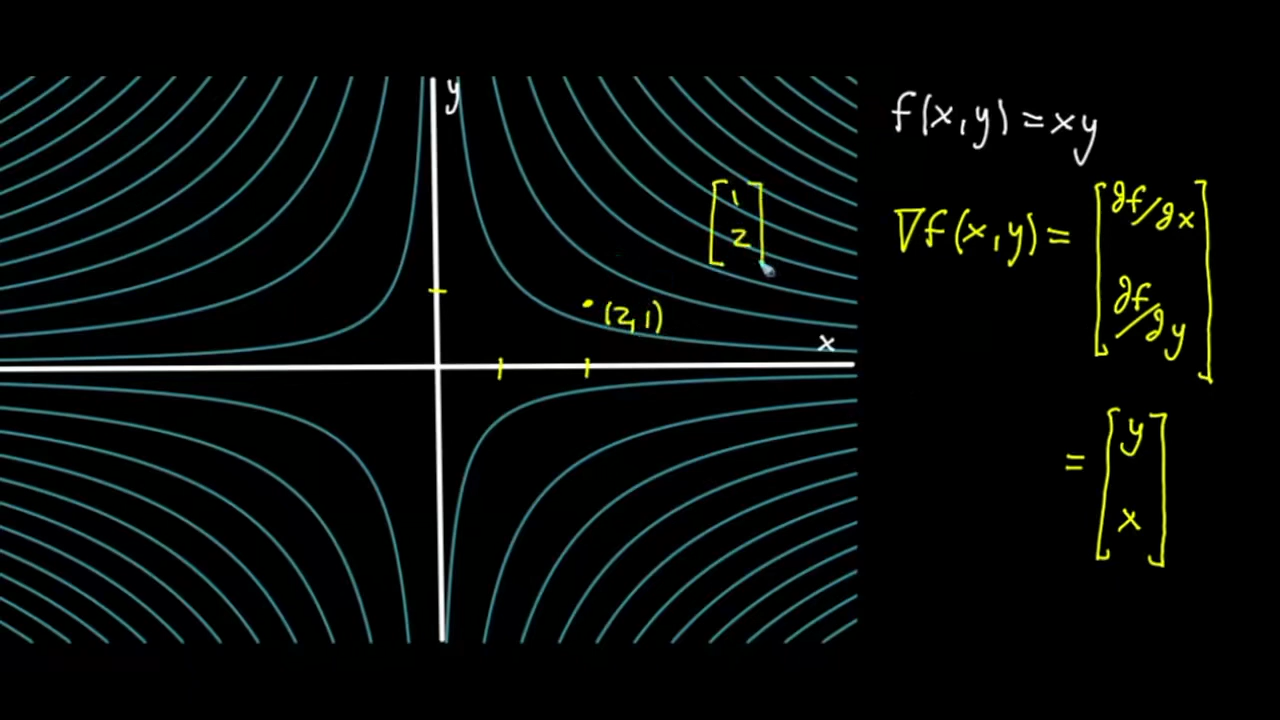 y
f(x,y) = xy
[1
2]
∇f(x,y) = [∂f/∂x
∂f/∂y]
(2,1)
x
= [y
x]